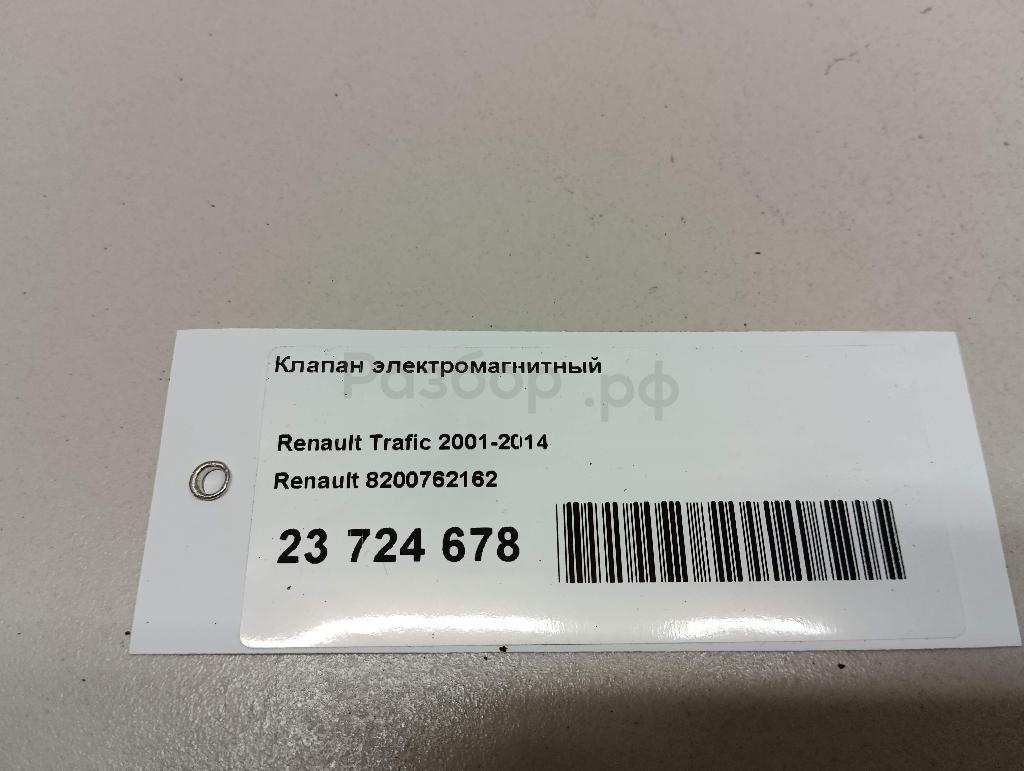 Клапан электромагнитный
Разбор.рф
Renault Trafic 2001-2014
Renault 8200762162
23 724 678